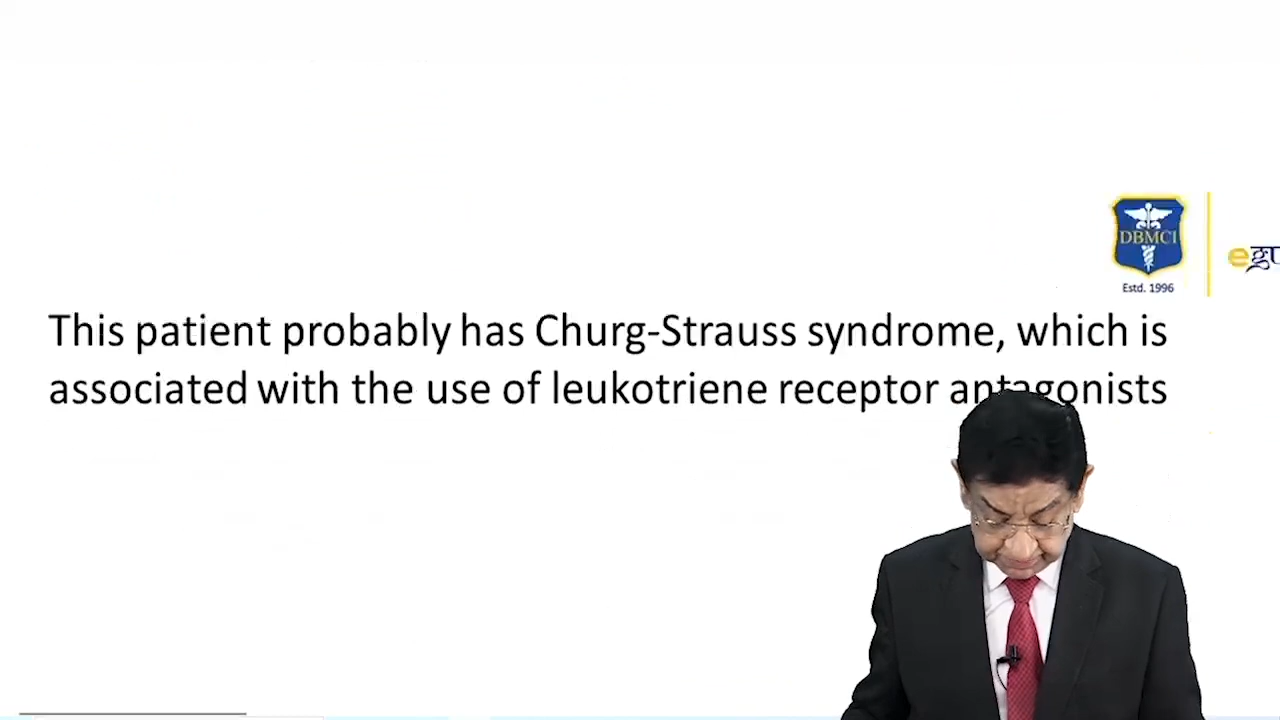 DBMCI
Estd. 1996
This patient probably has Churg-Strauss syndrome, which is
associated with the use of leukotriene receptor antagonists